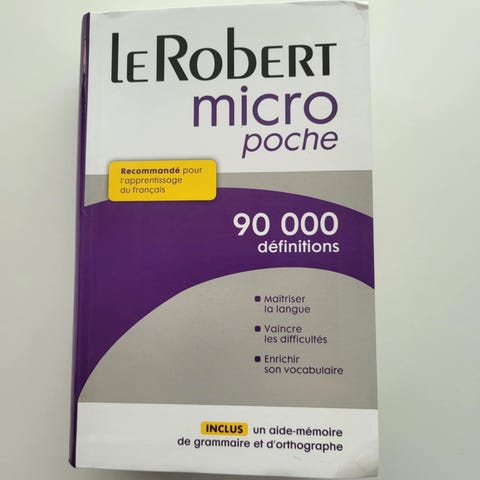 LE ROBERT
micro
poche
Recommandé pour
l'apprentissage
du français
90 000
définitions
Maîtriser
la langue
Vaincre
les difficultés
Enrichir
son vocabulaire
INCLUS un aide-mémoire
de grammaire et d'orthographe